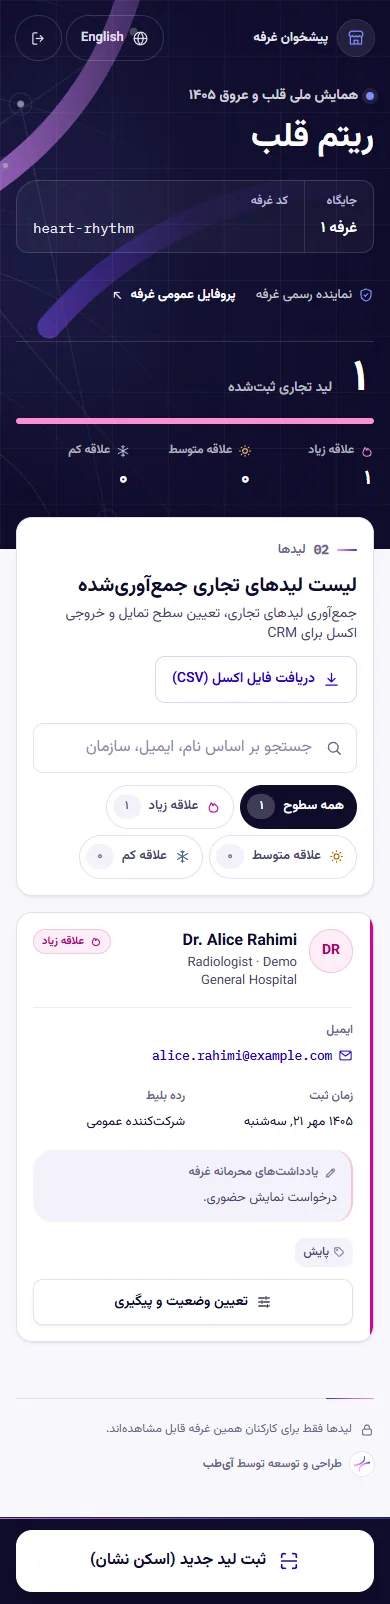 پیشخوان غرفه
English
همایش ملی قلب و عروق ۱۴۰۵
ریتم قلب
جایگاه
غرفه ۱
کد غرفه
heart-rhythm
نماینده رسمی غرفه
پروفایل عمومی غرفه
۱ لید تجاری ثبت‌شده
علاقه زیاد
۱
علاقه متوسط
۰
علاقه کم
۰
02 لیدها
لیست لیدهای تجاری جمع‌آوری‌شده
جمع‌آوری لیدهای تجاری، تعیین سطح تمایل و خروجی
اکسل برای CRM
دریافت فایل اکسل (CSV)
جستجو بر اساس نام، ایمیل، سازمان
همه سطوح ۱
علاقه زیاد ۱
علاقه متوسط ۰
علاقه کم ۰
DR
Dr. Alice Rahimi
Radiologist · Demo
General Hospital
علاقه زیاد
ایمیل
alice.rahimi@example.com
زمان ثبت
۱۴۰۵ مهر ۲۱, سه‌شنبه
رده بلیط
شرکت‌کننده عمومی
یادداشت‌های محرمانه غرفه
درخواست نمایش حضوری.
پایش
تعیین وضعیت و پیگیری
لیدها فقط برای کارکنان همین غرفه قابل مشاهده‌اند.
طراحی و توسعه توسط آی‌طب
ثبت لید جدید (اسکن نشان)